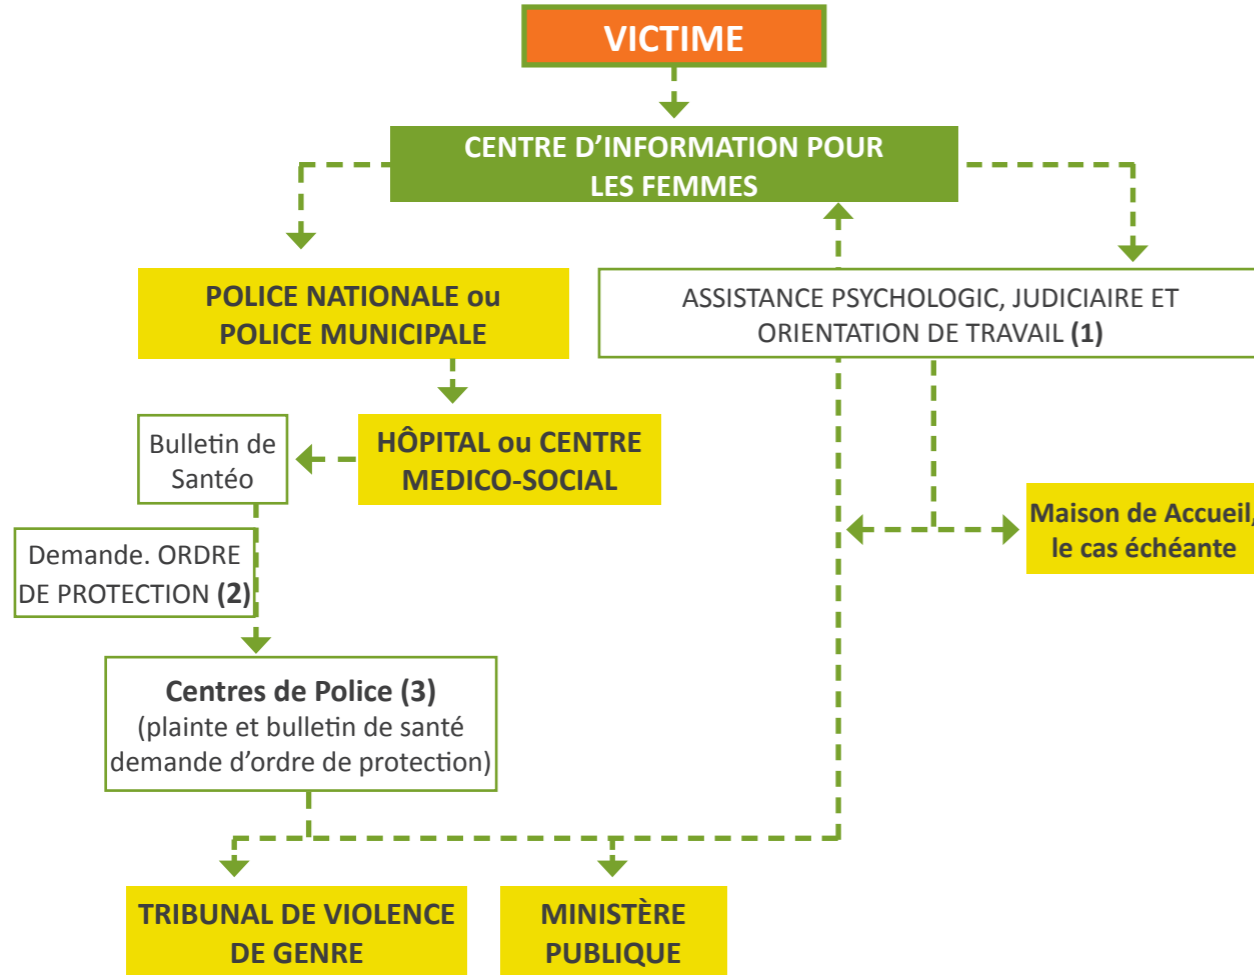 VICTIME
CENTRE D’INFORMATION POUR
LES FEMMES
POLICE NATIONALE ou
POLICE MUNICIPALE
ASSISTANCE PSYCHOLOGIC, JUDICIAIRE ET
ORIENTATION DE TRAVAIL (1)
Bulletin de
Santéo
HÔPITAL ou CENTRE
MEDICO-SOCIAL
Maison de Accueil,
le cas échéante
Demande. ORDRE
DE PROTECTION (2)
Centres de Police (3)
(plainte et bulletin de santé
demande d’ordre de protection)
TRIBUNAL DE VIOLENCE
DE GENRE
MINISTÈRE
PUBLIQUE